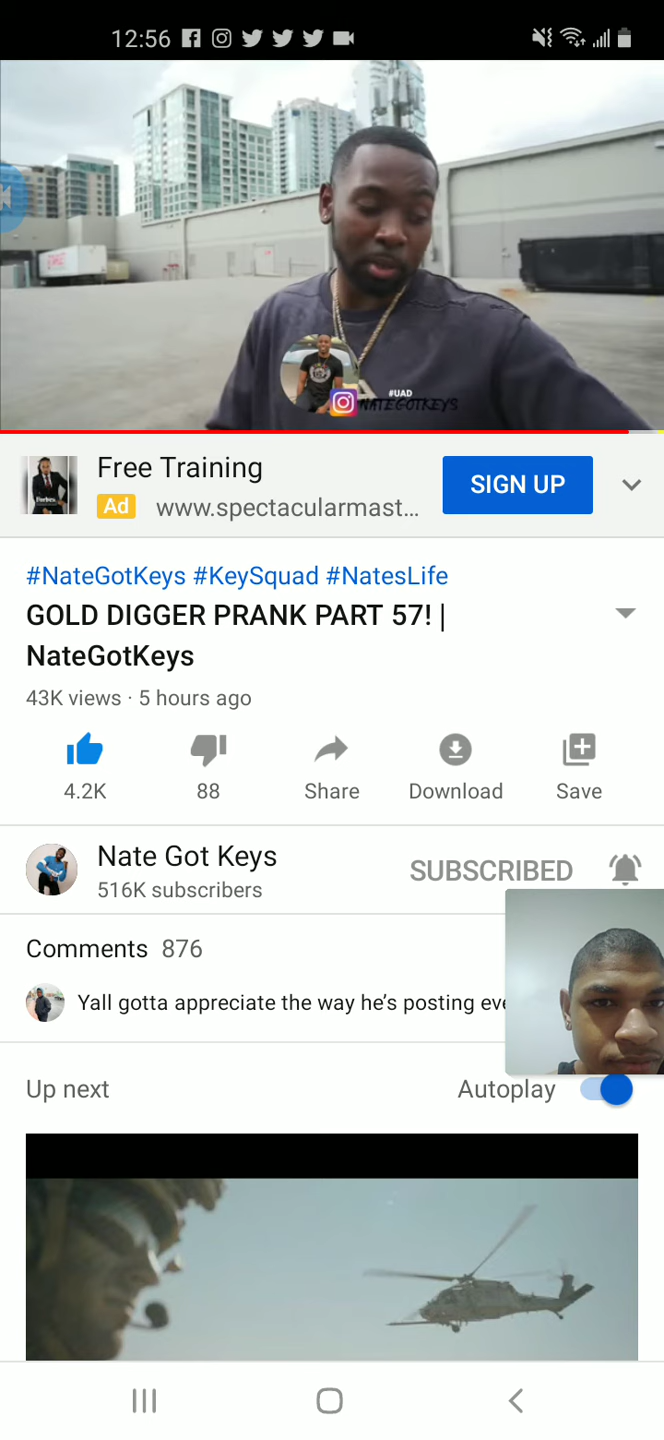 12:56
#UAD
NATEGOTKEYS
Free Training
Forbes
Ad www.spectacularmast...
SIGN UP
#NateGotKeys #KeySquad #NatesLife
GOLD DIGGER PRANK PART 57! |
NateGotKeys
43K views · 5 hours ago
4.2K 88 Share Download Save
Nate Got Keys
516K subscribers
SUBSCRIBED
Comments 876
Yall gotta appreciate the way he's posting
Up next
Autoplay